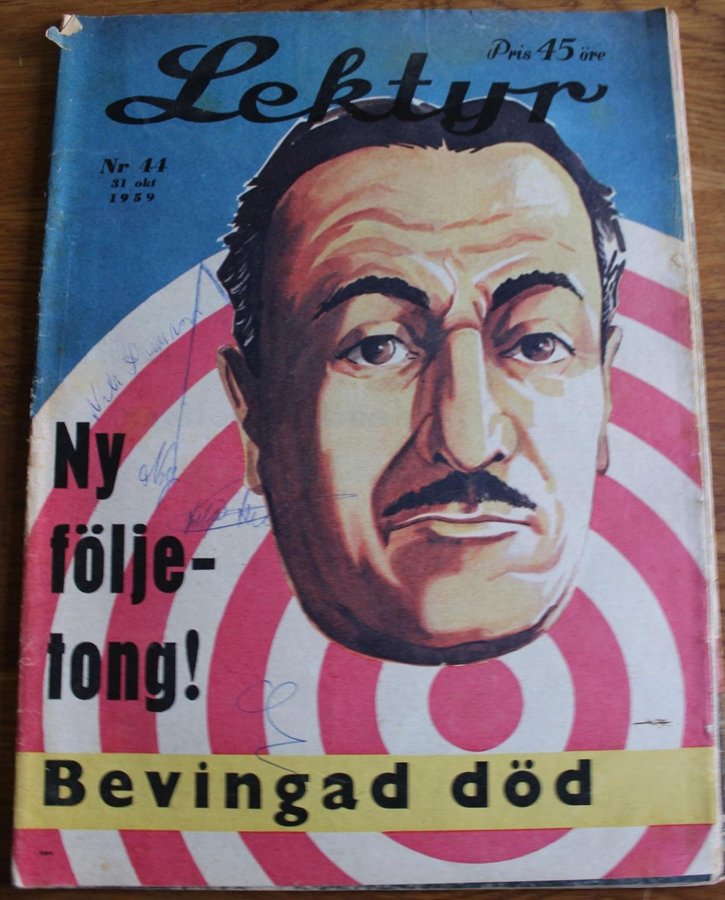 Lektyr
Pris 45 öre
Nr 44
31 okt
1959
Ny
följe-
tong!
Bevingad död